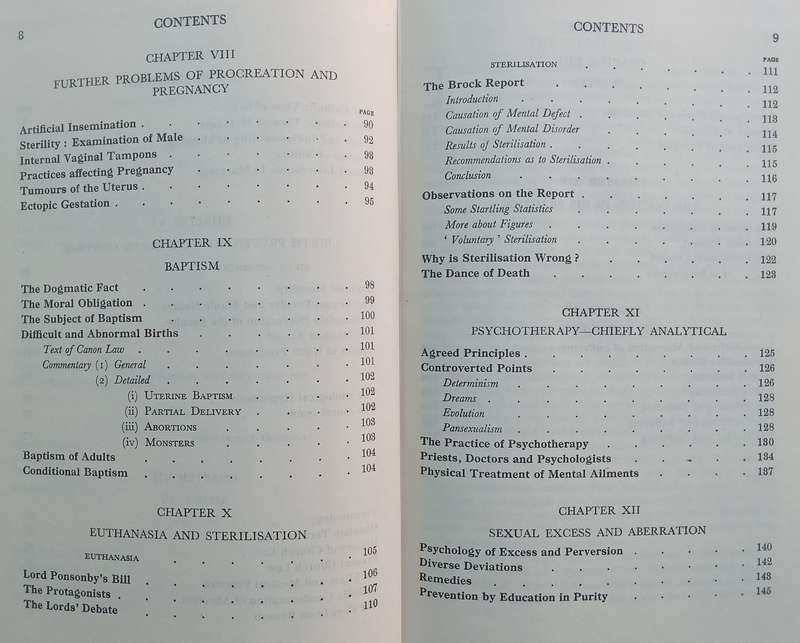 8 CONTENTS
CHAPTER VIII
FURTHER PROBLEMS OF PROCREATION AND
PREGNANCY
PAGE
Artificial Insemination . . . . . . . . 90
Sterility : Examination of Male . . . . . . 92
Internal Vaginal Tampons . . . . . . . 93
Practices affecting Pregnancy . . . . . . 93
Tumours of the Uterus . . . . . . . . 94
Ectopic Gestation . . . . . . . . . 95
CHAPTER IX
BAPTISM
The Dogmatic Fact . . . . . . . . 98
The Moral Obligation . . . . . . . . 99
The Subject of Baptism . . . . . . . 100
Difficult and Abnormal Births . . . . . . 101
Text of Canon Law . . . . . . . . 101
Commentary (1) General . . . . . . . 101
(2) Detailed . . . . . . . 102
(i) Uterine Baptism . . . . 102
(ii) Partial Delivery . . . . 102
(iii) Abortions . . . . . 103
(iv) Monsters . . . . . 103
Baptism of Adults . . . . . . . . 104
Conditional Baptism . . . . . . . . 104
CHAPTER X
EUTHANASIA AND STERILISATION
EUTHANASIA . . . . . . . 105
Lord Ponsonby's Bill . . . . . . . . 106
The Protagonists . . . . . . . . . 107
The Lords' Debate . . . . . . . . 110
CONTENTS 9
PAGE
STERILISATION . . . . . . . 111
The Brock Report . . . . . . . . 112
Introduction . . . . . . . . . 112
Causation of Mental Defect . . . . . . . 113
Causation of Mental Disorder . . . . . . 114
Results of Sterilisation . . . . . . . . 115
Recommendations as to Sterilisation . . . . . . 115
Conclusion . . . . . . . . . 116
Observations on the Report . . . . . . . 117
Some Startling Statistics . . . . . . . 117
More about Figures . . . . . . . . 119
' Voluntary ' Sterilisation . . . . . . . 120
Why is Sterilisation Wrong ? . . . . . . 122
The Dance of Death . . . . . . . . 123
CHAPTER XI
PSYCHOTHERAPY—CHIEFLY ANALYTICAL
Agreed Principles . . . . . . . . . 125
Controverted Points . . . . . . . . 126
Determinism . . . . . . . . . 126
Dreams . . . . . . . . . . 128
Evolution . . . . . . . . . 128
Pansexualism . . . . . . . . . 128
The Practice of Psychotherapy . . . . . . 130
Priests, Doctors and Psychologists . . . . . 134
Physical Treatment of Mental Ailments . . . . 137
CHAPTER XII
SEXUAL EXCESS AND ABERRATION
Psychology of Excess and Perversion . . . . . 140
Diverse Deviations . . . . . . . . 142
Remedies . . . . . . . . . . 143
Prevention by Education in Purity . . . . . 145